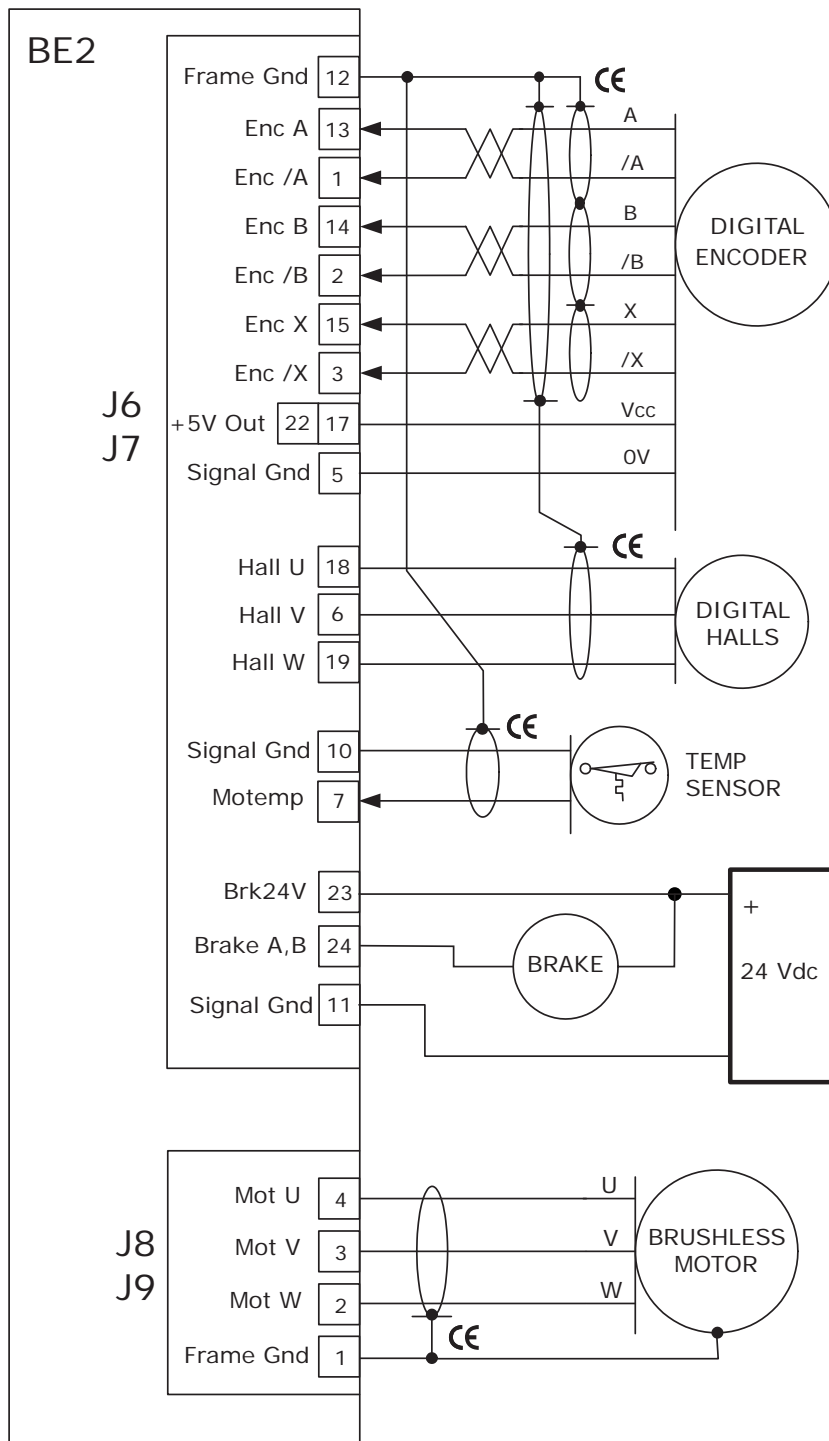 BE2
Frame Gnd 12
CE
Enc A 13 A
Enc /A 1 /A
Enc B 14 B
DIGITAL
ENCODER
Enc /B 2 /B
Enc X 15 X
Enc /X 3 /X
J6
J7
+5V Out 22 17 Vcc
Signal Gnd 5 0V
CE
Hall U 18
Hall V 6
DIGITAL
HALLS
Hall W 19
CE
Signal Gnd 10
TEMP
SENSOR
Motemp 7
Brk24V 23
+
Brake A,B 24
BRAKE
24 Vdc
Signal Gnd 11
Mot U 4 U
J8
J9
Mot V 3 V
BRUSHLESS
MOTOR
Mot W 2 W
CE
Frame Gnd 1